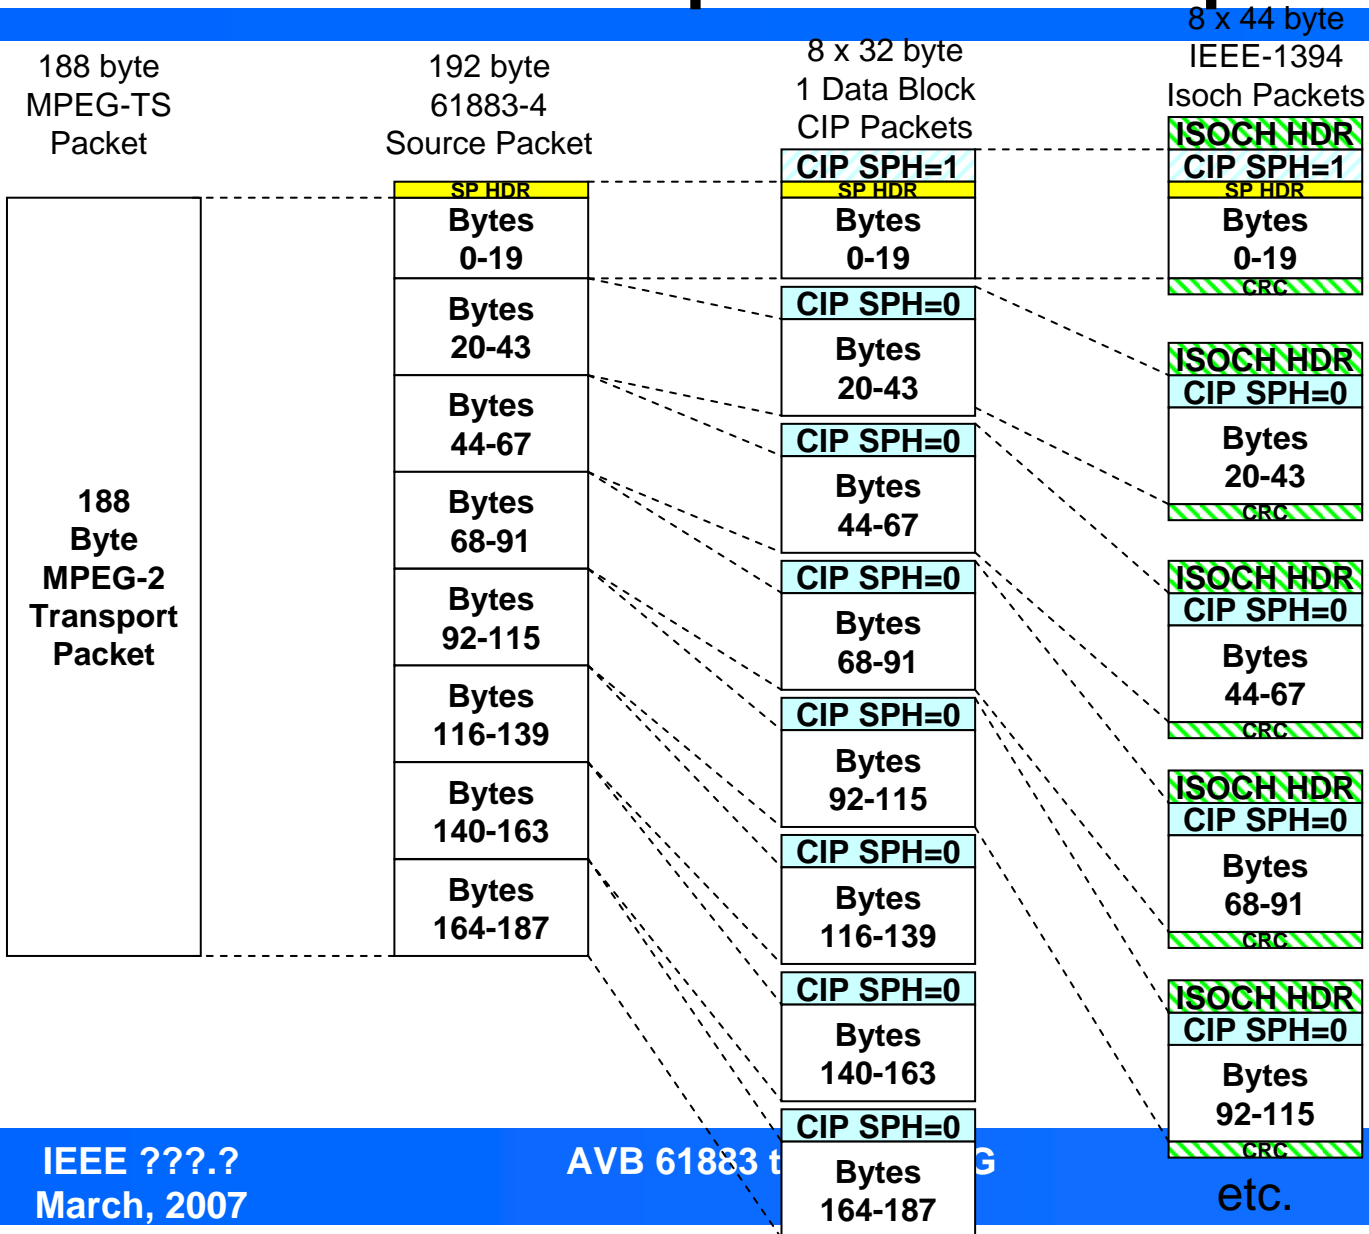 188 byte
MPEG-TS
Packet
192 byte
61883-4
Source Packet
8 x 32 byte
1 Data Block
CIP Packets
8 x 44 byte
IEEE-1394
Isoch Packets
188
Byte
MPEG-2
Transport
Packet
SP HDR
Bytes
0-19
Bytes
20-43
Bytes
44-67
Bytes
68-91
Bytes
92-115
Bytes
116-139
Bytes
140-163
Bytes
164-187
CIP SPH=1
SP HDR
Bytes
0-19
CIP SPH=0
Bytes
20-43
CIP SPH=0
Bytes
44-67
CIP SPH=0
Bytes
68-91
CIP SPH=0
Bytes
92-115
CIP SPH=0
Bytes
116-139
CIP SPH=0
Bytes
140-163
CIP SPH=0
Bytes
164-187
ISOCH HDR
CIP SPH=1
SP HDR
Bytes
0-19
CRC
ISOCH HDR
CIP SPH=0
Bytes
20-43
CRC
ISOCH HDR
CIP SPH=0
Bytes
44-67
CRC
ISOCH HDR
CIP SPH=0
Bytes
68-91
CRC
ISOCH HDR
CIP SPH=0
Bytes
92-115
CRC
etc.
IEEE ???.?
March, 2007
AVB 61883 t
G